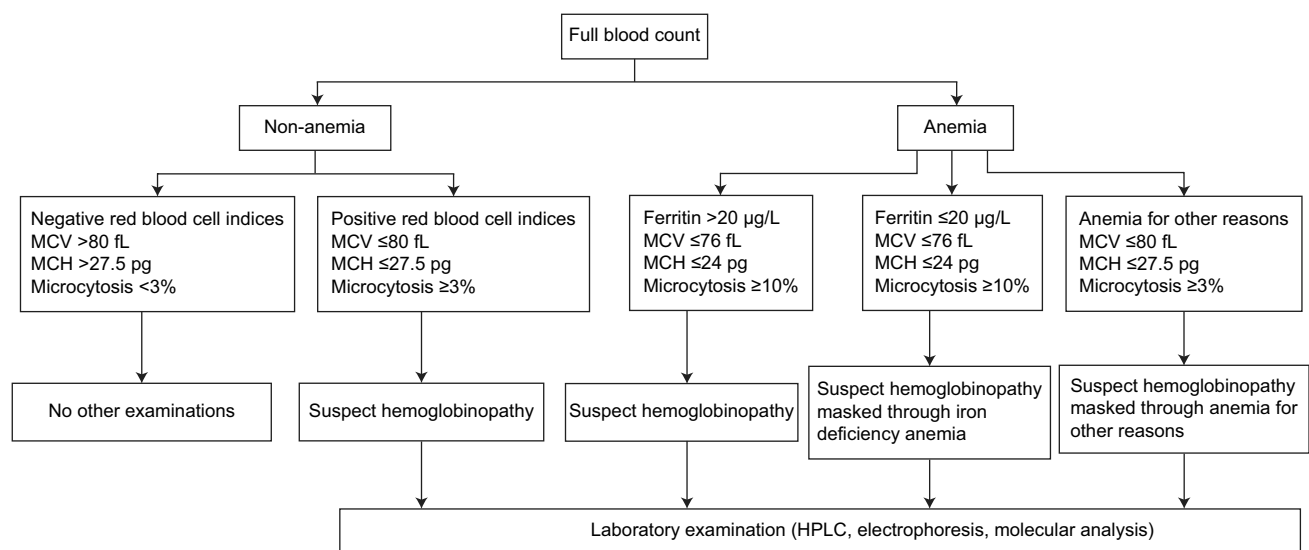 Full blood count
Non-anemia
Anemia
Negative red blood cell indices
MCV >80 fL
MCH >27.5 pg
Microcytosis <3%
Positive red blood cell indices
MCV ≤80 fL
MCH ≤27.5 pg
Microcytosis ≥3%
Ferritin >20 µg/L
MCV ≤76 fL
MCH ≤24 pg
Microcytosis ≥10%
Ferritin ≤20 µg/L
MCV ≤76 fL
MCH ≤24 pg
Microcytosis ≥10%
Anemia for other reasons
MCV ≤80 fL
MCH ≤27.5 pg
Microcytosis ≥3%
No other examinations
Suspect hemoglobinopathy
Suspect hemoglobinopathy
Suspect hemoglobinopathy
masked through iron
deficiency anemia
Suspect hemoglobinopathy
masked through anemia for
other reasons
Laboratory examination (HPLC, electrophoresis, molecular analysis)